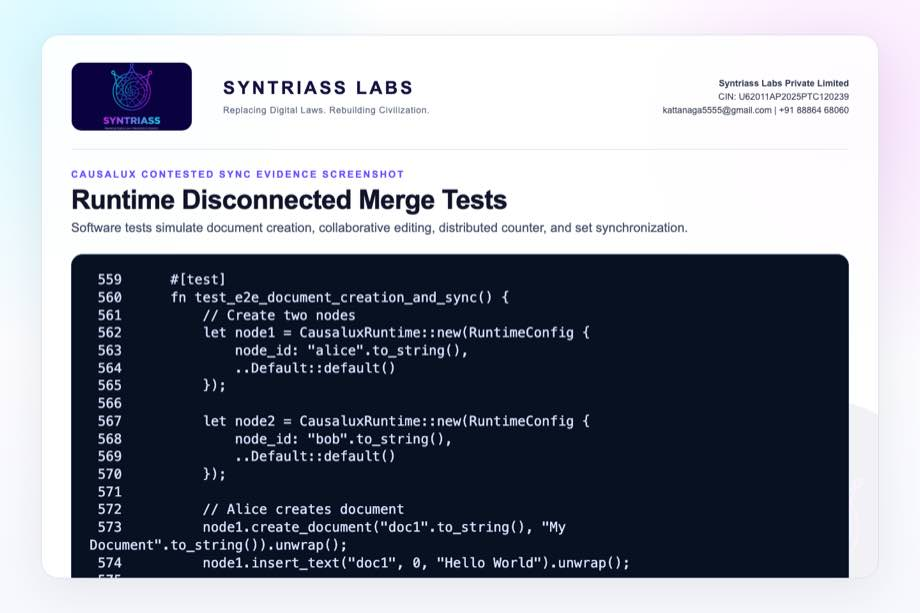 SYNTRIASS
SYNTRIASS LABS
Replacing Digital Laws. Rebuilding Civilization.
Syntriass Labs Private Limited
CIN: U62011AP2025PTC120239
kattanaga5555@gmail.com | +91 88864 68060
CAUSALUX CONTESTED SYNC EVIDENCE SCREENSHOT
Runtime Disconnected Merge Tests
Software tests simulate document creation, collaborative editing, distributed counter, and set synchronization.
559      #[test]
560      fn test_e2e_document_creation_and_sync() {
561          // Create two nodes
562          let node1 = CausaluxRuntime::new(RuntimeConfig {
563              node_id: "alice".to_string(),
564              ..Default::default()
565          });
566
567          let node2 = CausaluxRuntime::new(RuntimeConfig {
568              node_id: "bob".to_string(),
569              ..Default::default()
570          });
571
572          // Alice creates document
573          node1.create_document("doc1".to_string(), "My
Document".to_string()).unwrap();
574          node1.insert_text("doc1", 0, "Hello World").unwrap();